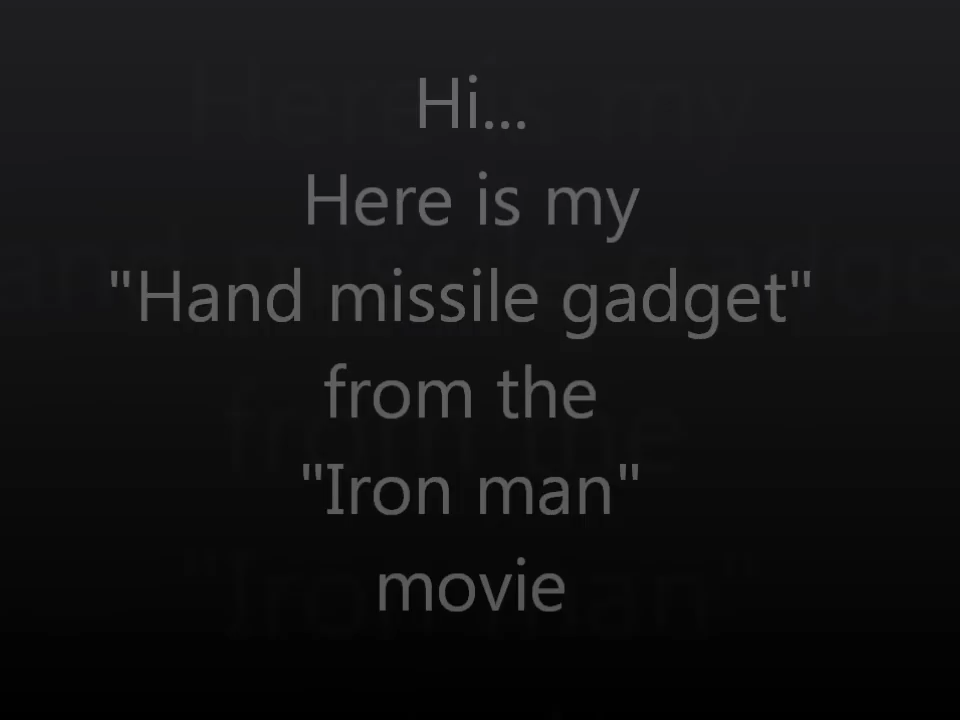 Hi...
Here is my
"Hand missile gadget"
from the
"Iron man"
movie